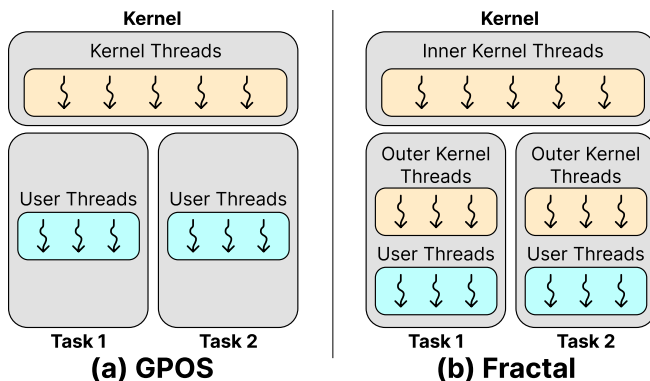 Kernel
Kernel Threads
User Threads
User Threads
Task 1
Task 2
(a) GPOS
Kernel
Inner Kernel Threads
Outer Kernel
Threads
Outer Kernel
Threads
User Threads
User Threads
Task 1
Task 2
(b) Fractal